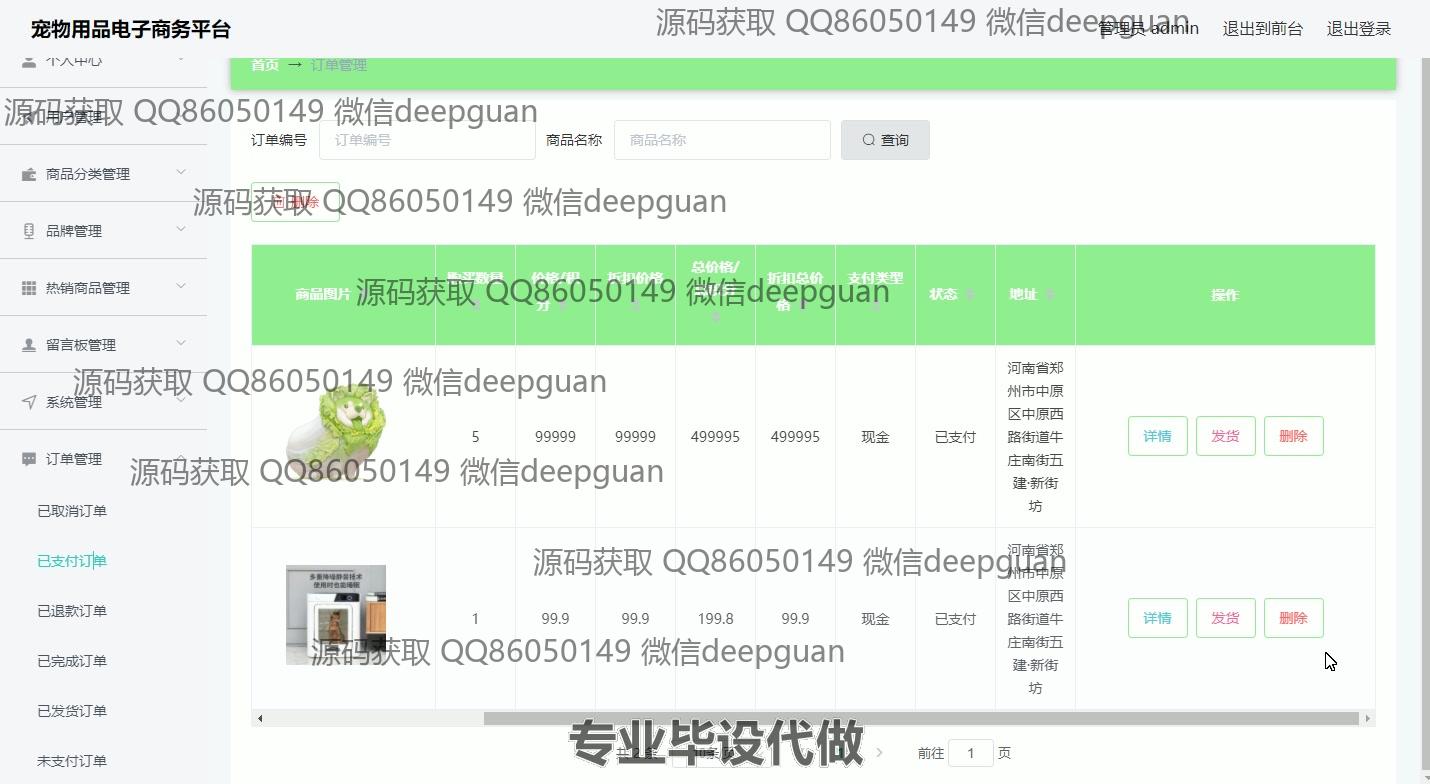 宠物用品电子商务平台
源码获取 QQ86050149 微信deepguan
管理员 admin
退出到前台
退出登录
个人中心
首页 → 订单管理
源码获取 QQ86050149 微信deepguan
用户管理
订单编号 订单编号 商品名称 商品名称 查询
商品分类管理
源码获取 QQ86050149 微信deepguan
删除
品牌管理
热销商品管理
源码获取 QQ86050149 微信deepguan
商品图片 购买数量 价格/积分 折扣价格 总价格/ 折扣总价格 支付类型 状态 地址 操作
留言板管理
源码获取 QQ86050149 微信deepguan
系统管理
订单管理
源码获取 QQ86050149 微信deepguan
5 99999 99999 499995 499995 现金 已支付
河南省郑
州市中原
区中原西
路街道牛
庄南街五
建·新街
坊
详情 发货 删除
已取消订单
已支付订单
已退款订单
已完成订单
已发货订单
未支付订单
源码获取 QQ86050149 微信deepguan
多重降噪静音技术
使用时也能睡眠
1 99.9 99.9 199.8 99.9 现金 已支付
河南省郑
州市中原
区中原西
路街道牛
庄南街五
建·新街
坊
详情 发货 删除
源码获取 QQ86050149 微信deepguan
专业毕设代做
共 2 条
前往 1 页